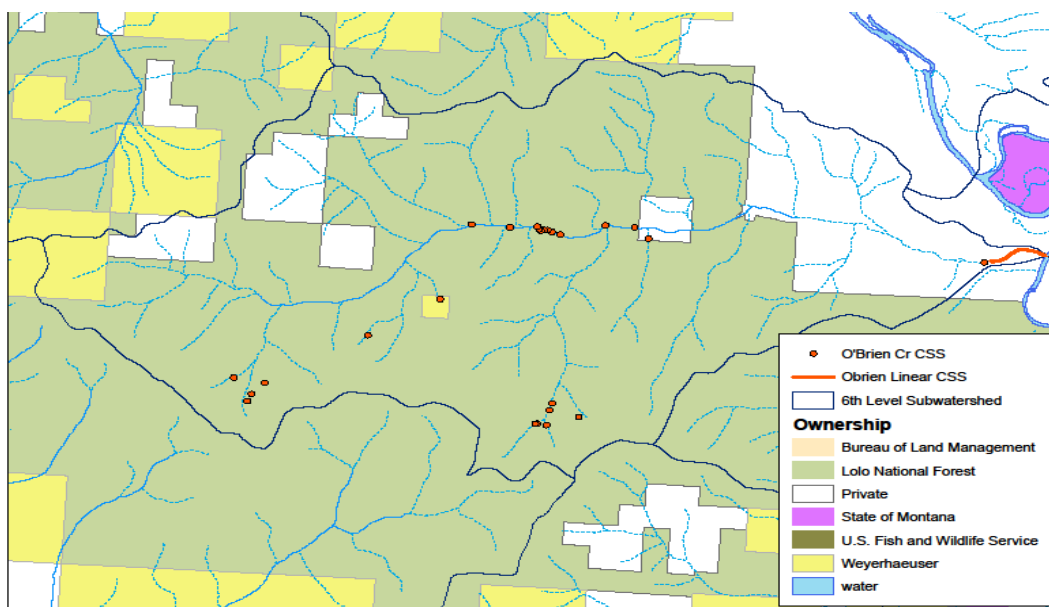 O'Brien Cr CSS
Obrien Linear CSS
6th Level Subwatershed
Ownership
Bureau of Land Management
Lolo National Forest
Private
State of Montana
U.S. Fish and Wildlife Service
Weyerhaeuser
water